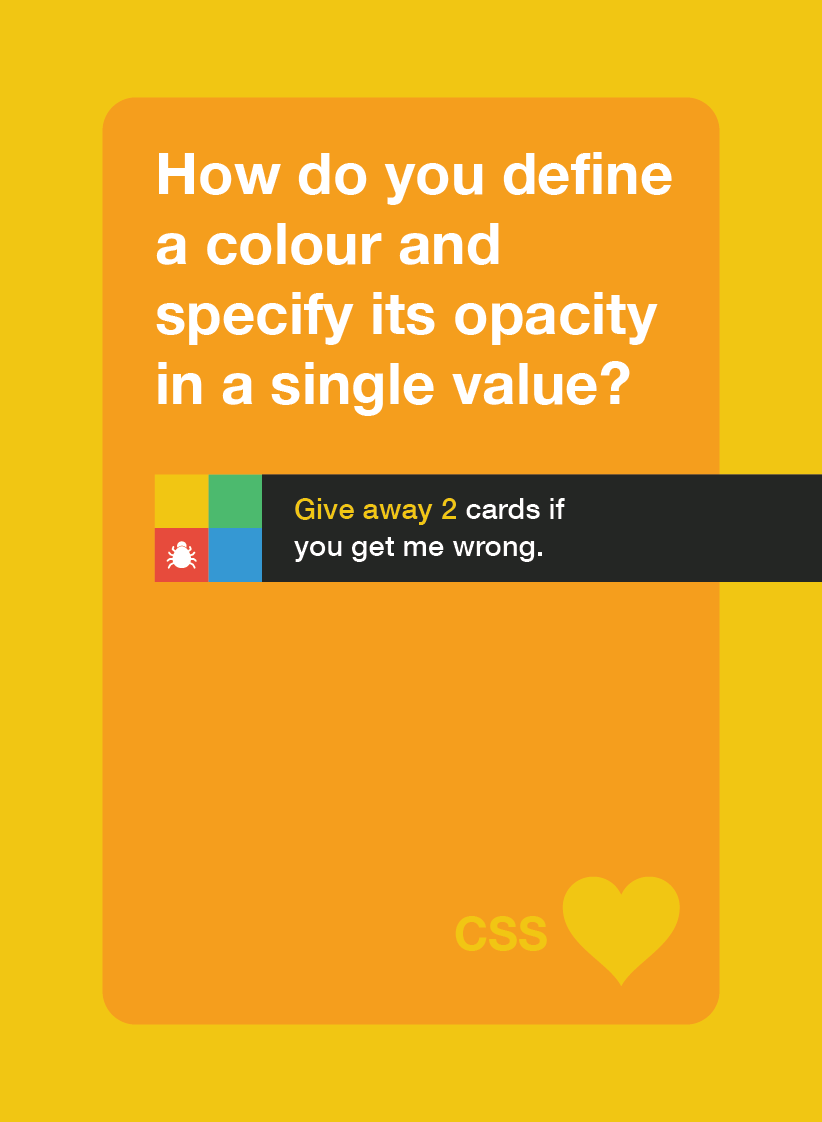 How do you define
a colour and
specify its opacity
in a single value?
Give away 2 cards if
you get me wrong.
CSS